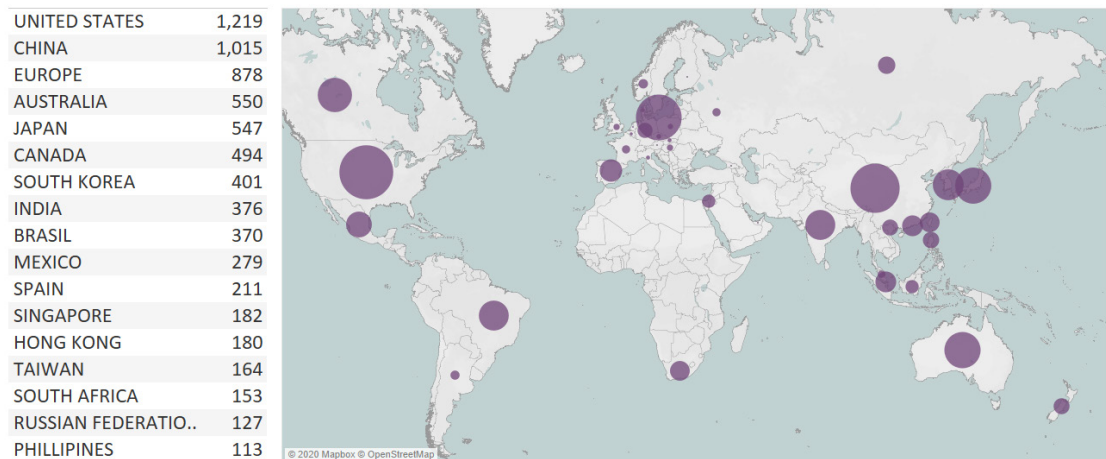 UNITED STATES 1,219
CHINA 1,015
EUROPE 878
AUSTRALIA 550
JAPAN 547
CANADA 494
SOUTH KOREA 401
INDIA 376
BRASIL 370
MEXICO 279
SPAIN 211
SINGAPORE 182
HONG KONG 180
TAIWAN 164
SOUTH AFRICA 153
RUSSIAN FEDERATIO.. 127
PHILLIPINES 113
© 2020 Mapbox © OpenStreetMap